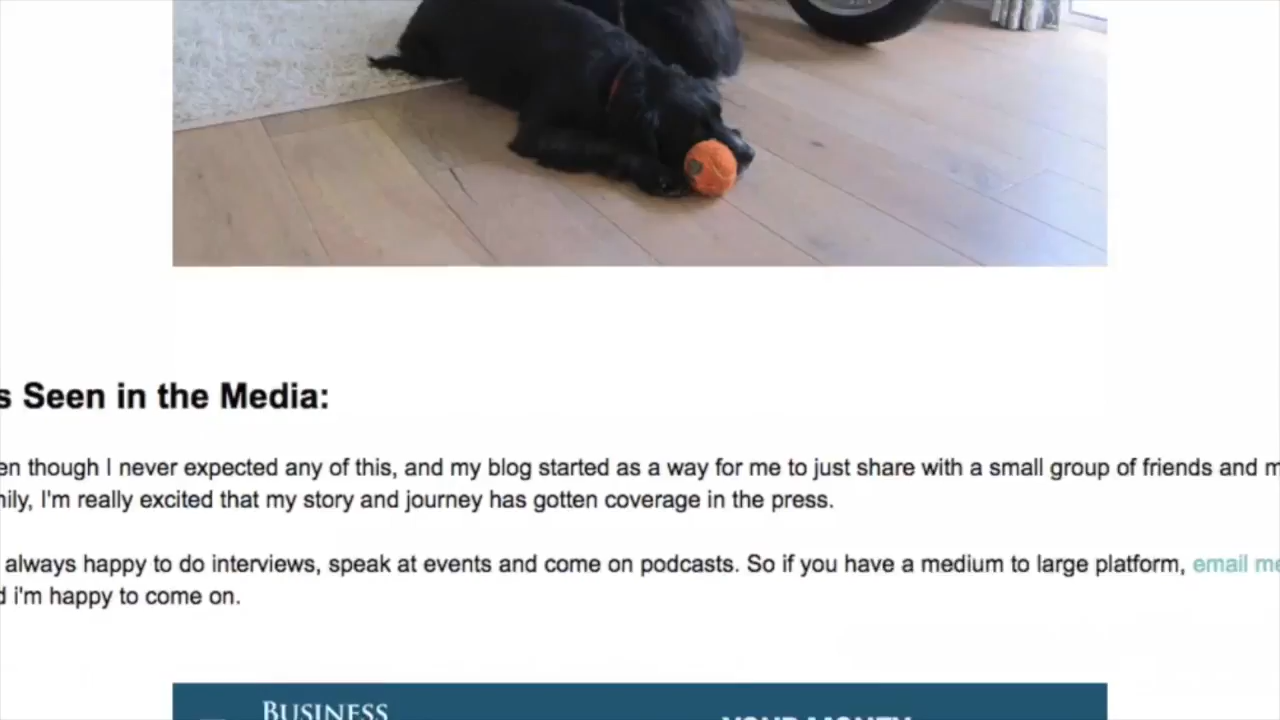 s Seen in the Media:
en though I never expected any of this, and my blog started as a way for me to just share with a small group of friends and m
nily, I'm really excited that my story and journey has gotten coverage in the press.
always happy to do interviews, speak at events and come on podcasts. So if you have a medium to large platform, email me
d i'm happy to come on.
BUSINESS
YOUR MONEY